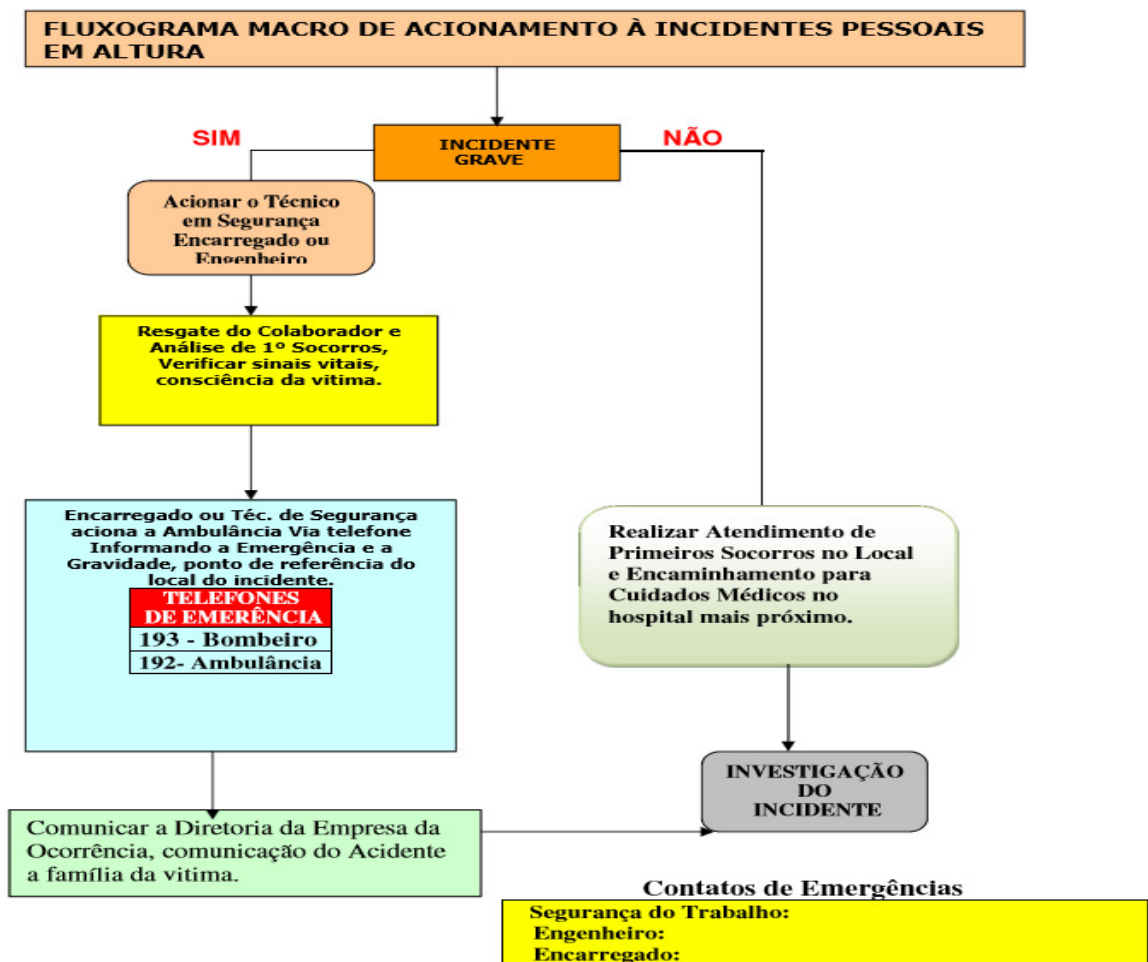 FLUXOGRAMA MACRO DE ACIONAMENTO À INCIDENTES PESSOAIS
EM ALTURA
SIM
INCIDENTE
GRAVE
NÃO
Acionar o Técnico
em Segurança
Encarregado ou
Engenheiro
Resgate do Colaborador e
Análise de 1º Socorros,
Verificar sinais vitais,
consciência da vitima.
Encarregado ou Téc. de Segurança
aciona a Ambulância Via telefone
Informando a Emergência e a
Gravidade, ponto de referência do
local do incidente.
TELEFONES
DE EMERÊNCIA
193 - Bombeiro
192- Ambulância
Realizar Atendimento de
Primeiros Socorros no Local
e Encaminhamento para
Cuidados Médicos no
hospital mais próximo.
Comunicar a Diretoria da Empresa da
Ocorrência, comunicação do Acidente
a família da vitima.
INVESTIGAÇÃO
DO
INCIDENTE
Contatos de Emergências
Segurança do Trabalho:
Engenheiro:
Encarregado: